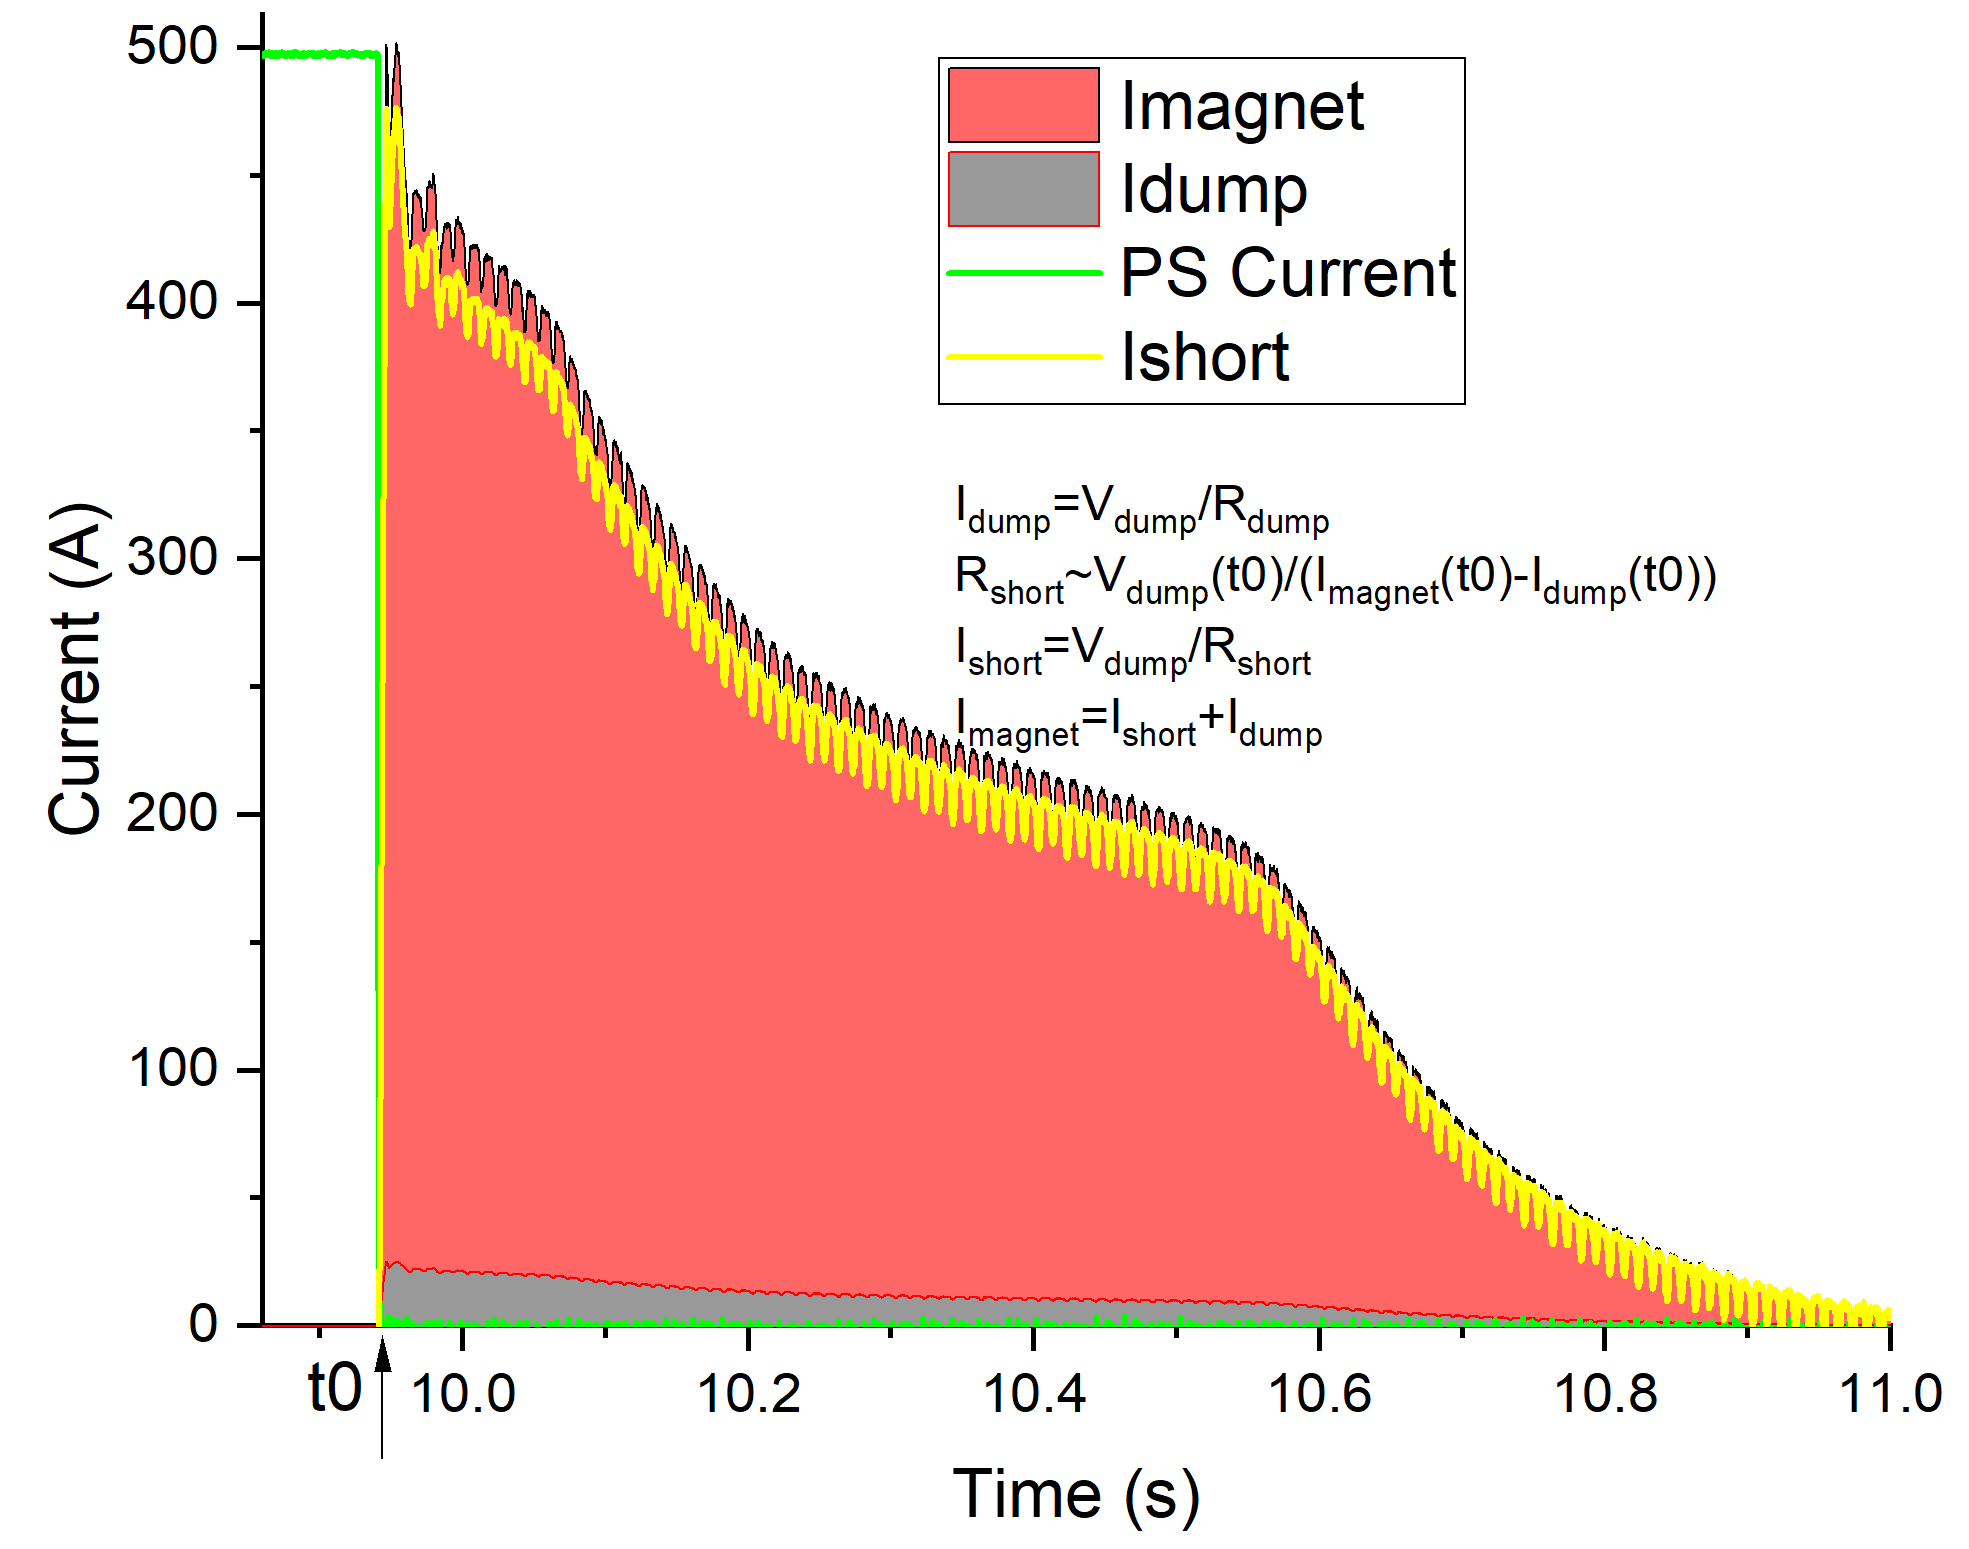 500
400
300
200
100
0
Current (A)
Imagnet
Idump
PS Current
Ishort
Idump=Vdump/Rdump
Rshort~Vdump(t0)/(Imagnet(t0)-Idump(t0))
Ishort=Vdump/Rshort
Imagnet=Ishort+Idump
t0
10.0 10.2 10.4 10.6 10.8 11.0
Time (s)